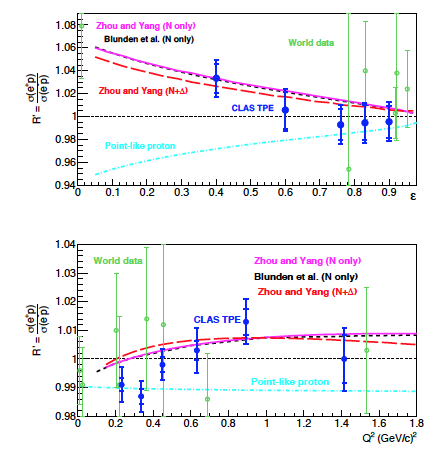 1.08
Zhou and Yang (N only)
1.06
Blunden et al. (N only)
World data
1.04
R' = σ(e⁺p) / σ(e⁻p)
1.02
Zhou and Yang (N+Δ)
CLAS TPE
1
0.98
0.96
Point-like proton
0.94
0 0.1 0.2 0.3 0.4 0.5 0.6 0.7 0.8 0.9
ε
1.04
World data
Zhou and Yang (N only)
1.03
Blunden et al. (N only)
Zhou and Yang (N+Δ)
1.02
R' = σ(e⁺p) / σ(e⁻p)
CLAS TPE
1.01
1
0.99
Point-like proton
0.98
0 0.2 0.4 0.6 0.8 1 1.2 1.4 1.6 1.8
Q² (GeV/c)²